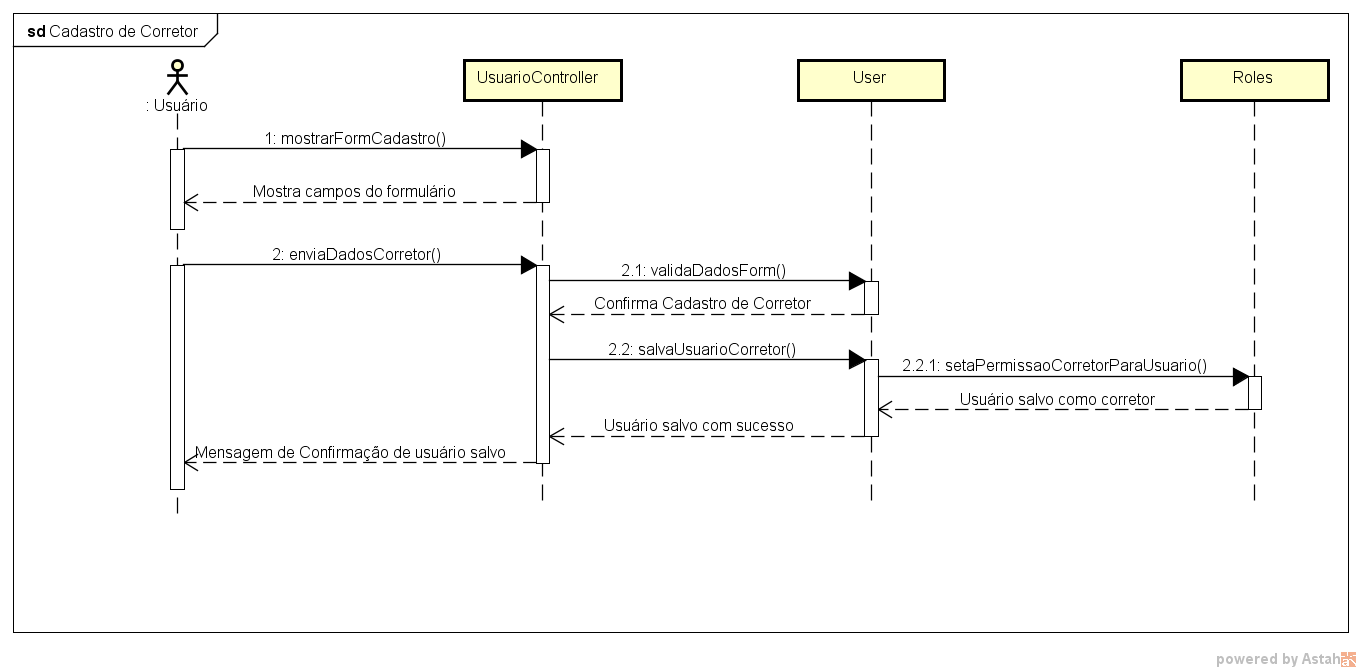 sd Cadastro de Corretor
: Usuário
UsuarioController
User
Roles
1: mostrarFormCadastro()
Mostra campos do formulário
2: enviaDadosCorretor()
2.1: validaDadosForm()
Confirma Cadastro de Corretor
2.2: salvaUsuarioCorretor()
2.2.1: setaPermissaoCorretorParaUsuario()
Usuário salvo como corretor
Usuário salvo com sucesso
Mensagem de Confirmação de usuário salvo
powered by Astah